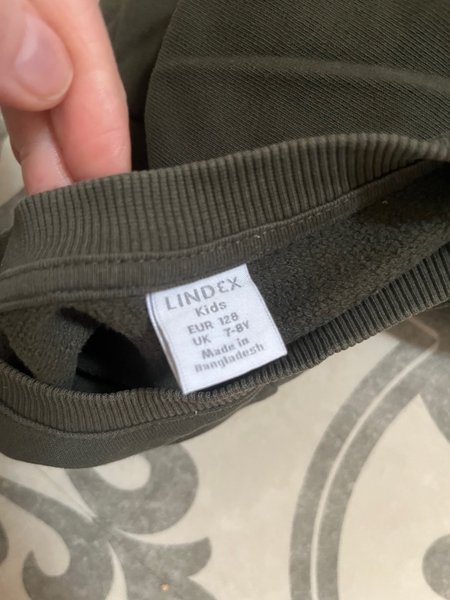 LINDEX
Kids
EUR 128
UK 7-8Y
Made in
Bangladesh